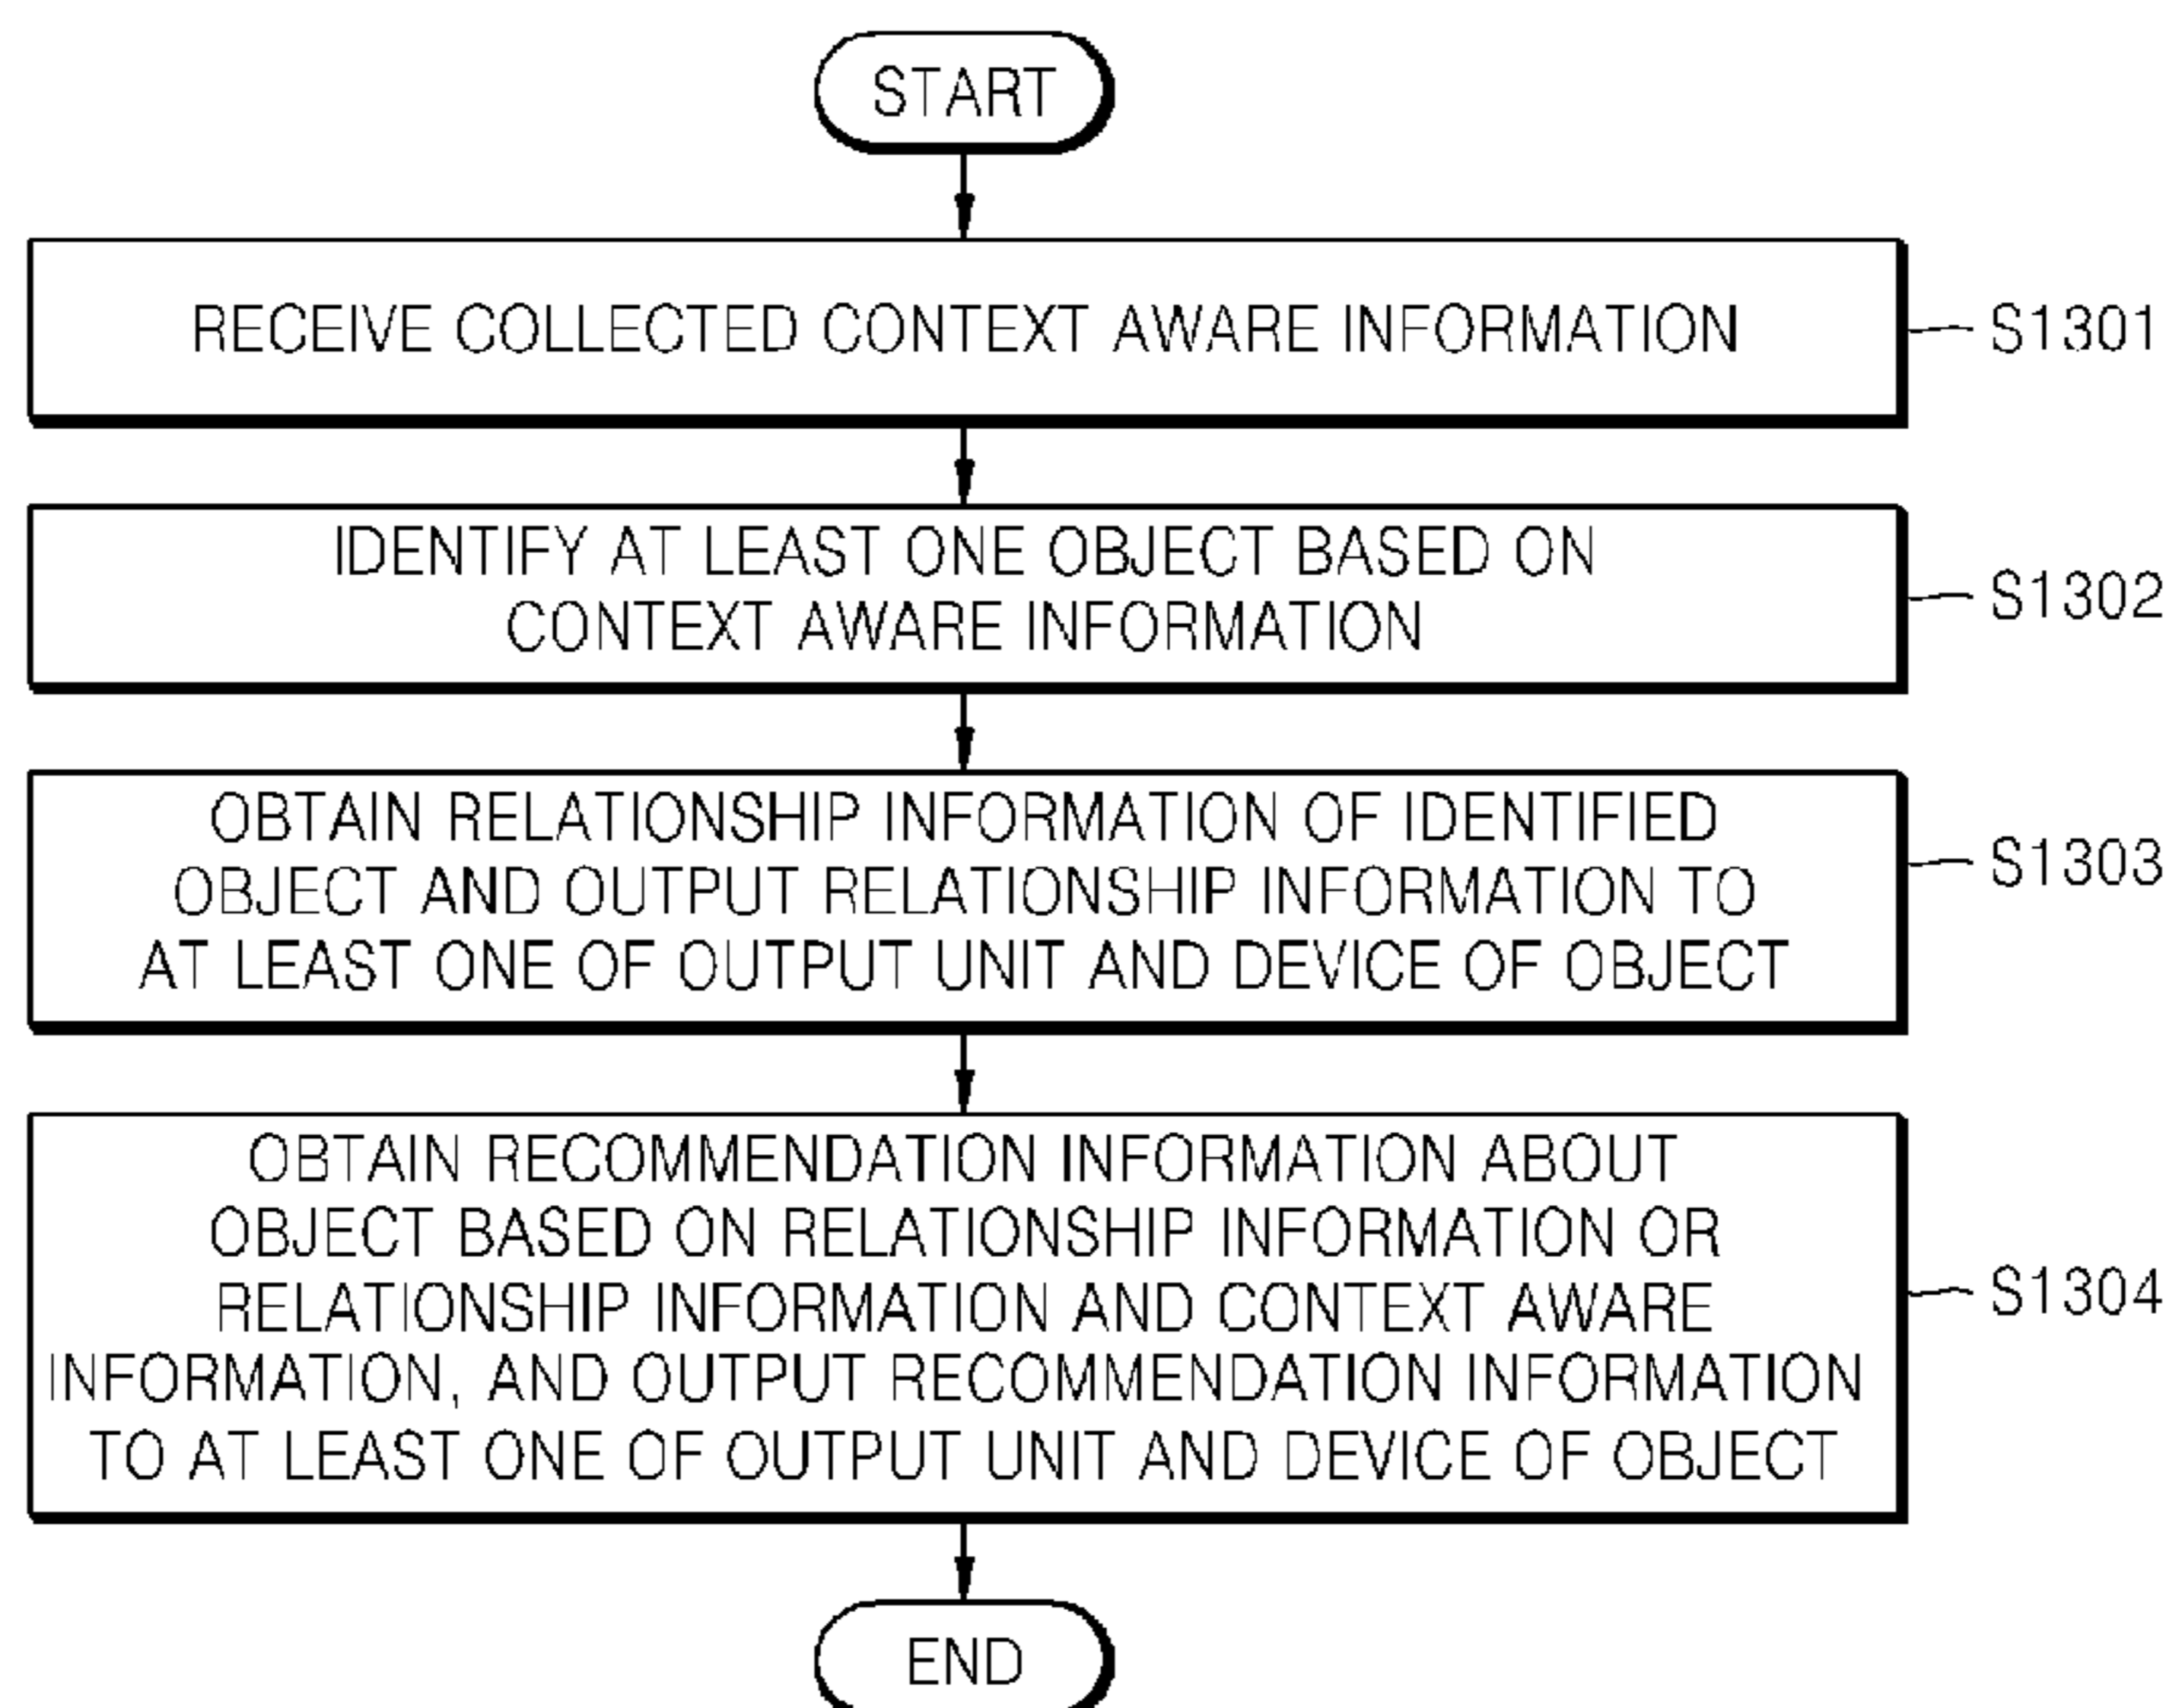 START
RECEIVE COLLECTED CONTEXT AWARE INFORMATION
S1301
IDENTIFY AT LEAST ONE OBJECT BASED ON
CONTEXT AWARE INFORMATION
S1302
OBTAIN RELATIONSHIP INFORMATION OF IDENTIFIED
OBJECT AND OUTPUT RELATIONSHIP INFORMATION TO
AT LEAST ONE OF OUTPUT UNIT AND DEVICE OF OBJECT
S1303
OBTAIN RECOMMENDATION INFORMATION ABOUT
OBJECT BASED ON RELATIONSHIP INFORMATION OR
RELATIONSHIP INFORMATION AND CONTEXT AWARE
INFORMATION, AND OUTPUT RECOMMENDATION INFORMATION
TO AT LEAST ONE OF OUTPUT UNIT AND DEVICE OF OBJECT
S1304
END